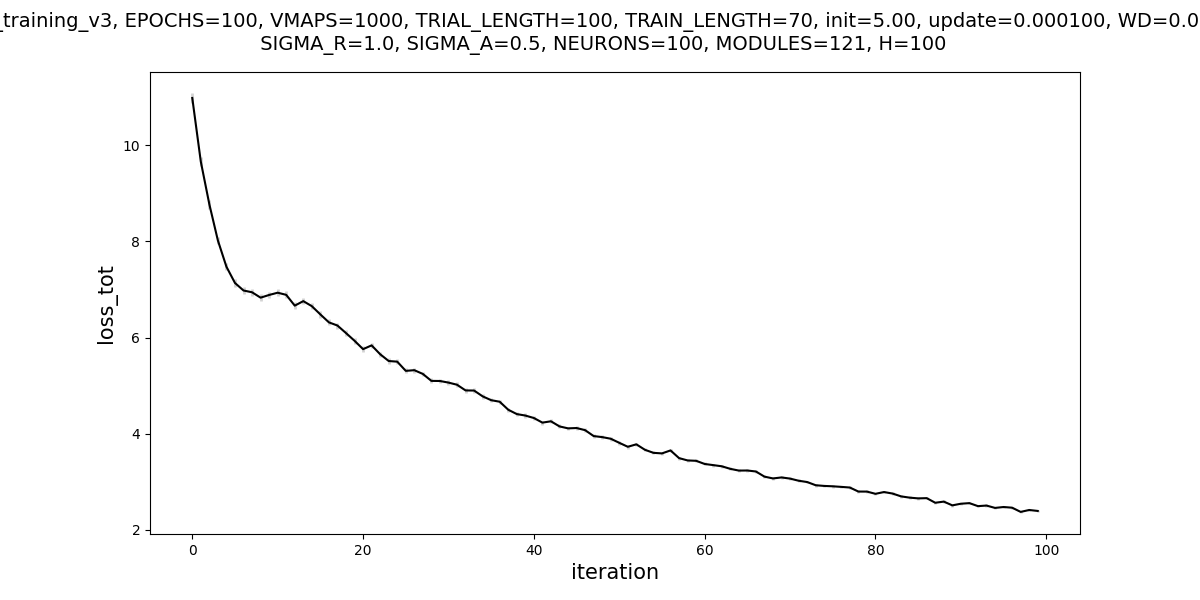 _training_v3, EPOCHS=100, VMAPS=1000, TRIAL_LENGTH=100, TRAIN_LENGTH=70, init=5.00, update=0.000100, WD=0.0
SIGMA_R=1.0, SIGMA_A=0.5, NEURONS=100, MODULES=121, H=100
10
8
6
4
2
loss_tot
0
20
40
60
80
100
iteration